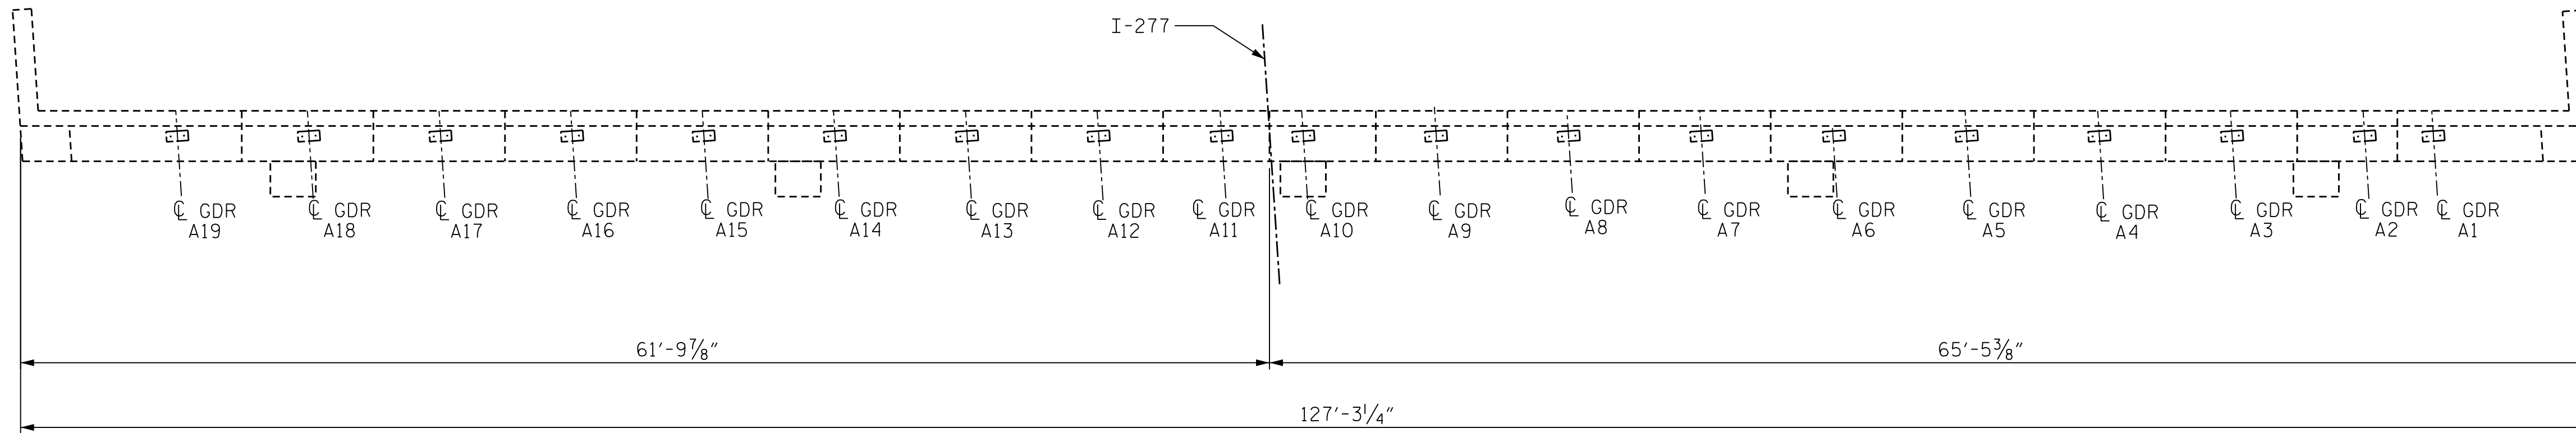 I-277
℄ GDR
A19
℄ GDR
A18
℄ GDR
A17
℄ GDR
A16
℄ GDR
A15
℄ GDR
A14
℄ GDR
A13
℄ GDR
A12
℄ GDR
A11
℄ GDR
A10
℄ GDR
A9
℄ GDR
A8
℄ GDR
A7
℄ GDR
A6
℄ GDR
A5
℄ GDR
A4
℄ GDR
A3
℄ GDR
A2
℄ GDR
A1
61'-9⅞"
65'-5⅜"
127'-3¼"